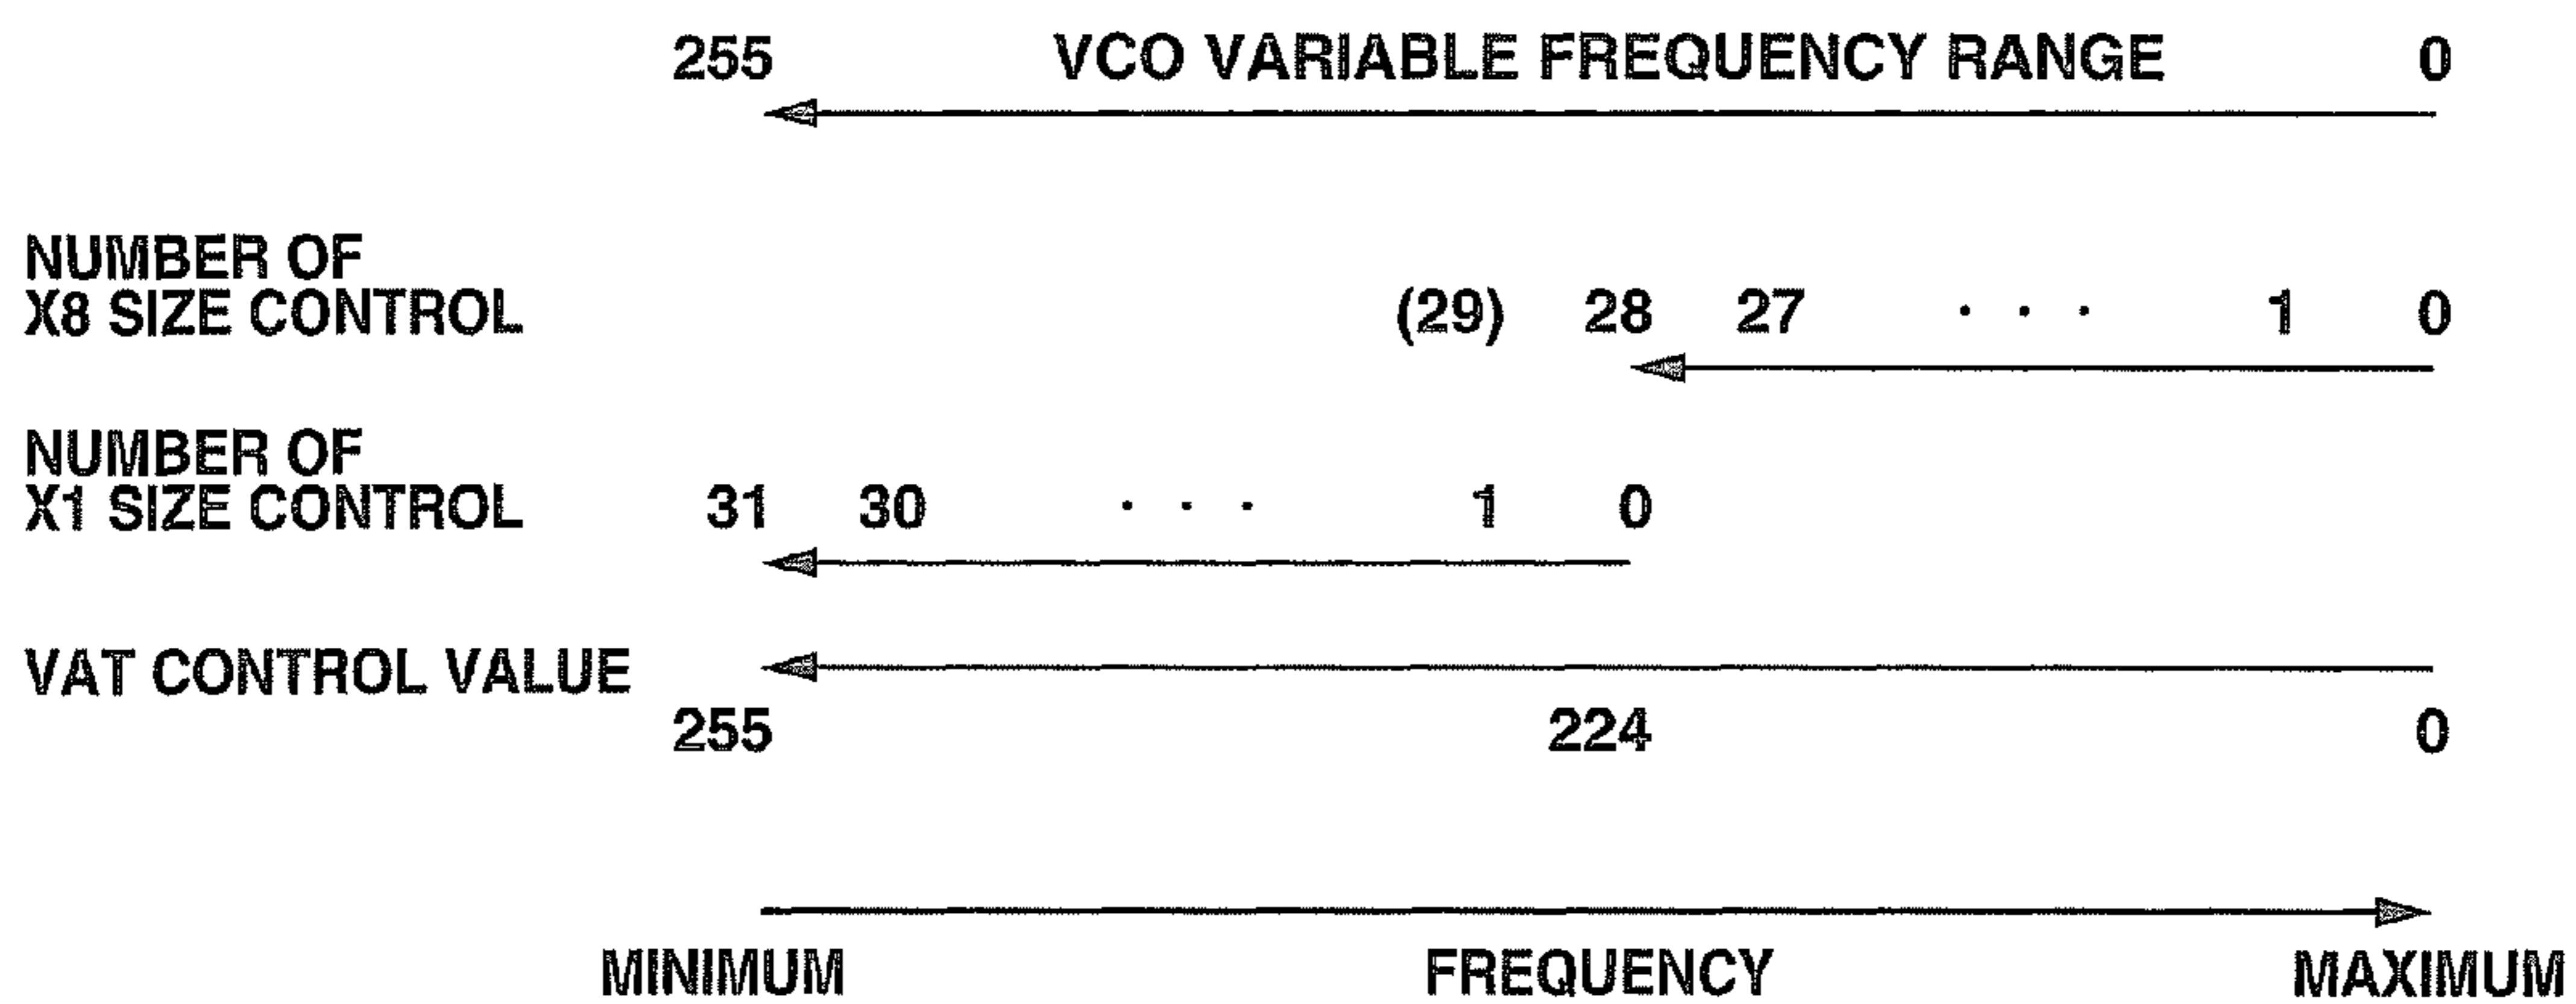 255 VCO VARIABLE FREQUENCY RANGE 0
NUMBER OF
X8 SIZE CONTROL (29) 28 27 · · · 1 0
NUMBER OF
X1 SIZE CONTROL 31 30 · · · 1 0
VAT CONTROL VALUE
255 224 0
MINIMUM FREQUENCY MAXIMUM